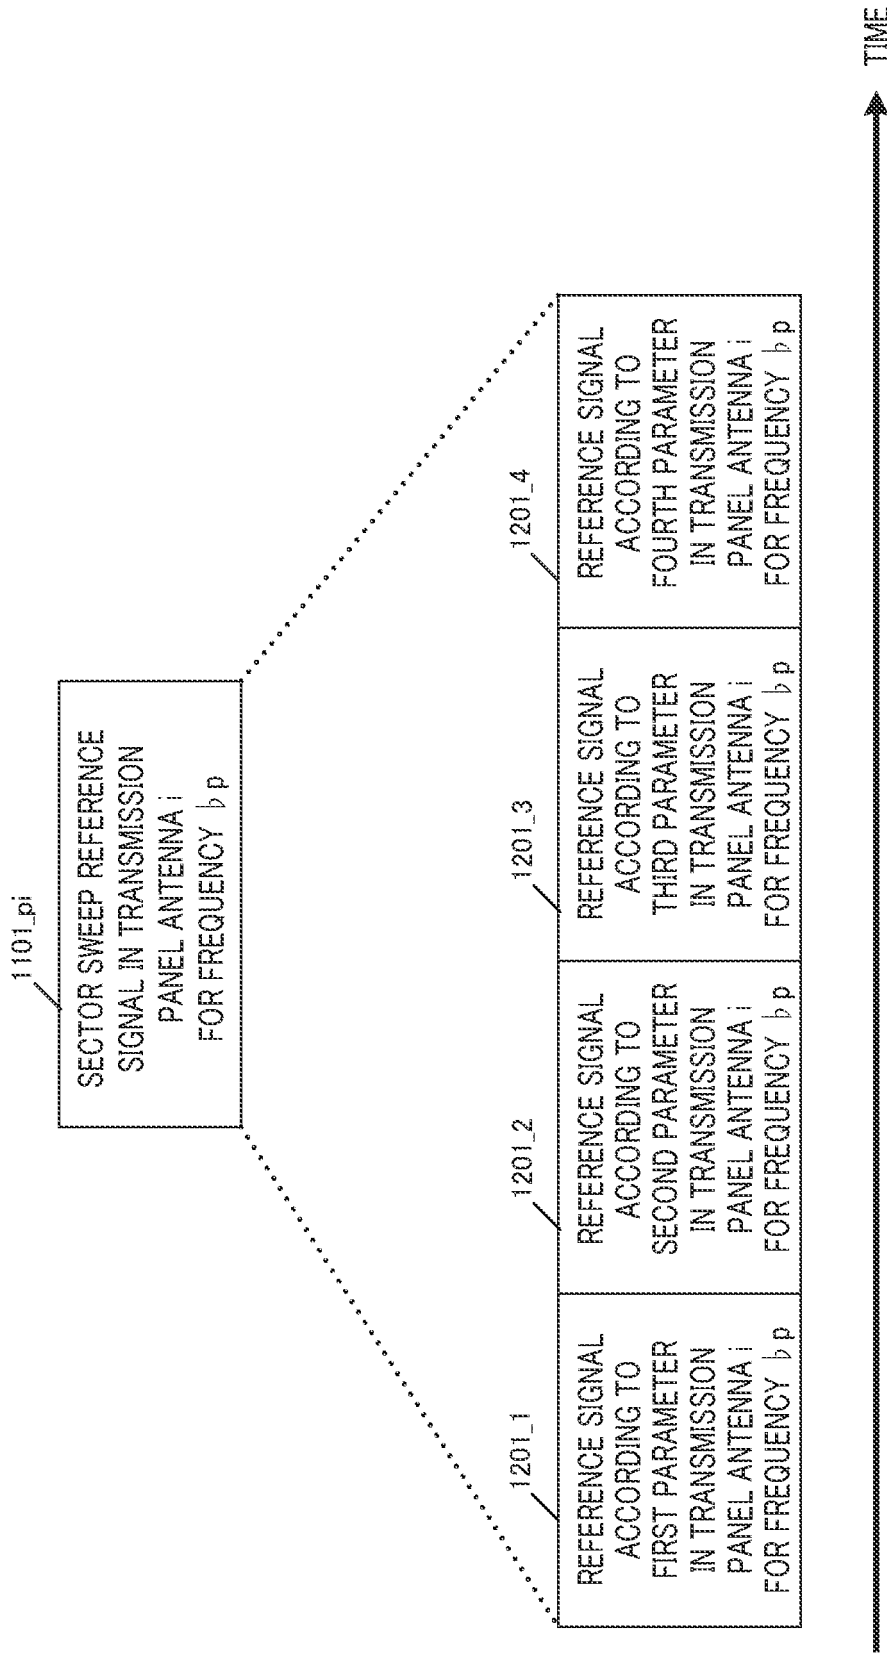 1101_pi
SECTOR SWEEP REFERENCE
SIGNAL IN TRANSMISSION
PANEL ANTENNA i
FOR FREQUENCY ♭p
1201_1
REFERENCE SIGNAL
ACCORDING TO
FIRST PARAMETER
IN TRANSMISSION
PANEL ANTENNA i
FOR FREQUENCY ♭p
1201_2
REFERENCE SIGNAL
ACCORDING TO
SECOND PARAMETER
IN TRANSMISSION
PANEL ANTENNA i
FOR FREQUENCY ♭p
1201_3
REFERENCE SIGNAL
ACCORDING TO
THIRD PARAMETER
IN TRANSMISSION
PANEL ANTENNA i
FOR FREQUENCY ♭p
1201_4
REFERENCE SIGNAL
ACCORDING TO
FOURTH PARAMETER
IN TRANSMISSION
PANEL ANTENNA i
FOR FREQUENCY ♭p
TIME